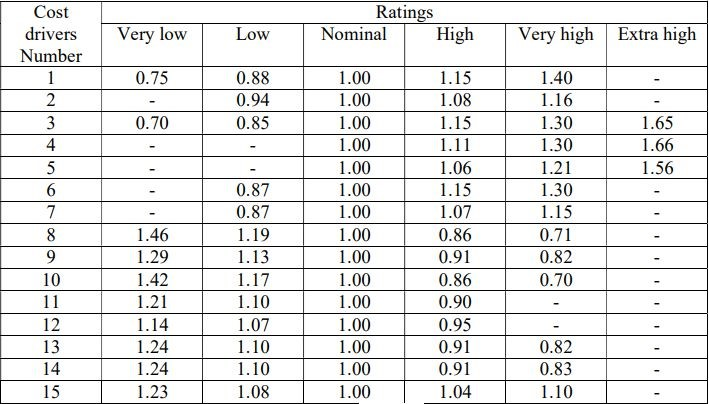 Cost drivers Number Ratings
Very low Low Nominal High Very high Extra high
1 0.75 0.88 1.00 1.15 1.40 -
2 - 0.94 1.00 1.08 1.16 -
3 0.70 0.85 1.00 1.15 1.30 1.65
4 - - 1.00 1.11 1.30 1.66
5 - - 1.00 1.06 1.21 1.56
6 - 0.87 1.00 1.15 1.30 -
7 - 0.87 1.00 1.07 1.15 -
8 1.46 1.19 1.00 0.86 0.71 -
9 1.29 1.13 1.00 0.91 0.82 -
10 1.42 1.17 1.00 0.86 0.70 -
11 1.21 1.10 1.00 0.90 - -
12 1.14 1.07 1.00 0.95 - -
13 1.24 1.10 1.00 0.91 0.82 -
14 1.24 1.10 1.00 0.91 0.83 -
15 1.23 1.08 1.00 1.04 1.10 -